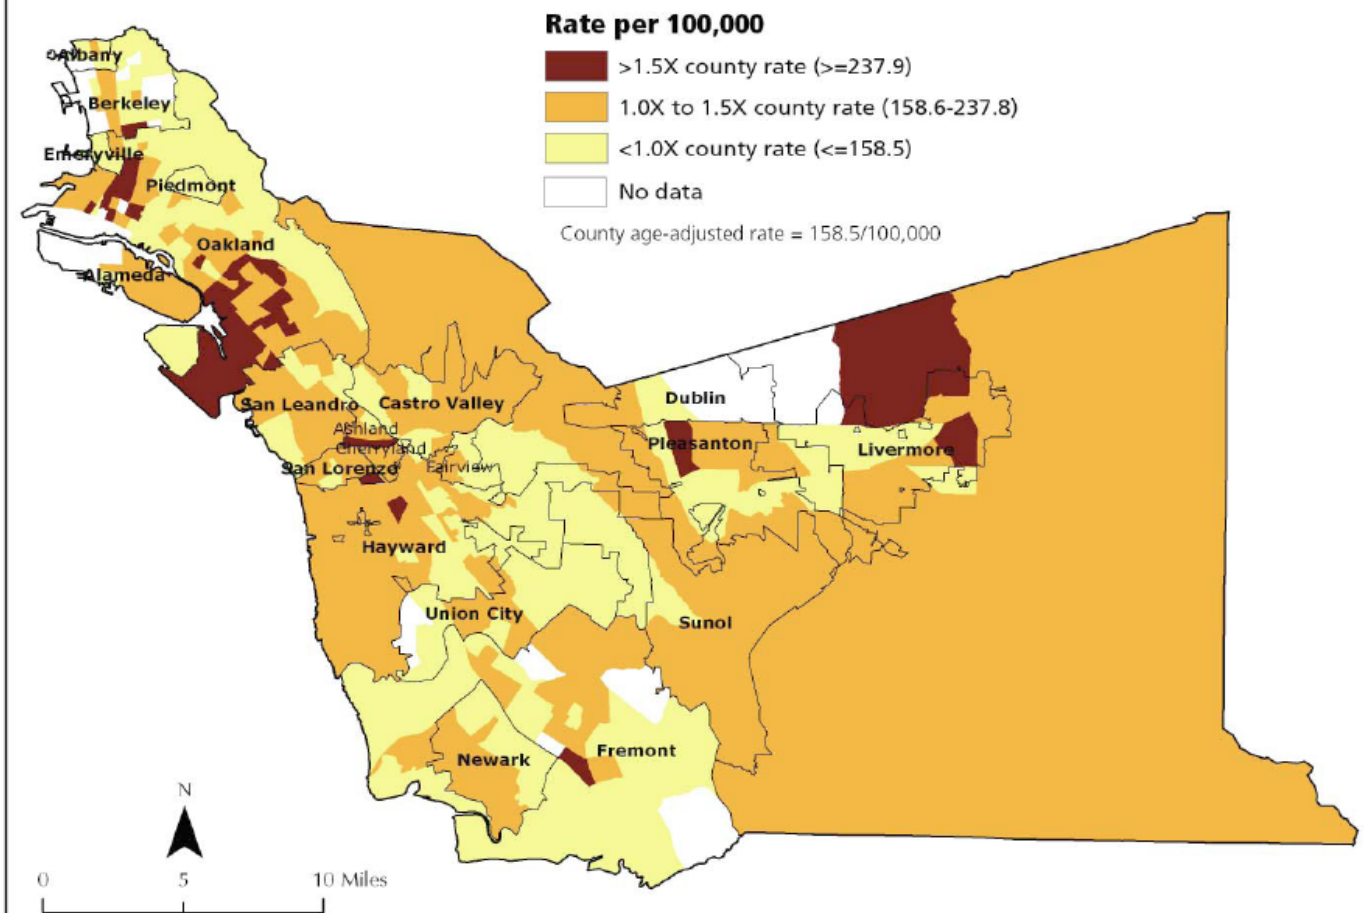 Rate per 100,000
>1.5X county rate (>=237.9)
1.0X to 1.5X county rate (158.6-237.8)
<1.0X county rate (<=158.5)
No data
County age-adjusted rate = 158.5/100,000
Albany
Berkeley
Emeryville
Piedmont
Oakland
Alameda
San Leandro
Castro Valley
Dublin
Ashland
Cherryland
Pleasanton
Livermore
San Lorenzo
Fairview
Hayward
Union City
Sunol
Newark
Fremont
N
0 5 10 Miles